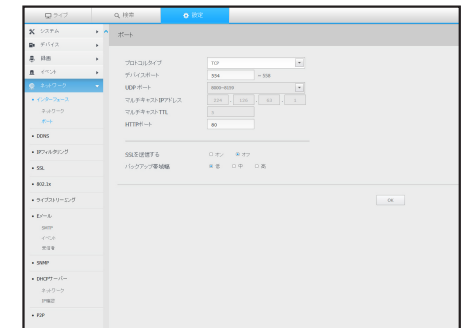 ライブ
検索
設定
システム
デバイス
録画
イベント
ネットワーク
インターフェース
ネットワーク
ポート
DDNS
IPフィルタリング
SSL
802.1x
ライブストリーミング
Eメール
SMTP
イベント
受信者
SNMP
DHCPサーバー
ネットワーク
IP確認
P2P
ポート
プロトコルタイプ TCP
デバイスポート 554 ~ 558
UDP ポート 8000~8159
マルチキャストIPアドレス
マルチキャストTTL 5
HTTPポート 80
SSLを送信する オン オフ
バックアップ帯域幅 低 中 高
OK